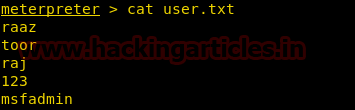 meterpreter > cat user.txt
raaz
toor
www.hackingarticles.in
raj
123
msfadmin